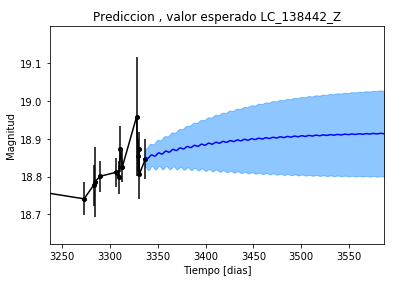 Prediccion , valor esperado LC_138442_Z
Magnitud
19.1
19.0
18.9
18.8
18.7
3250 3300 3350 3400 3450 3500 3550
Tiempo [dias]